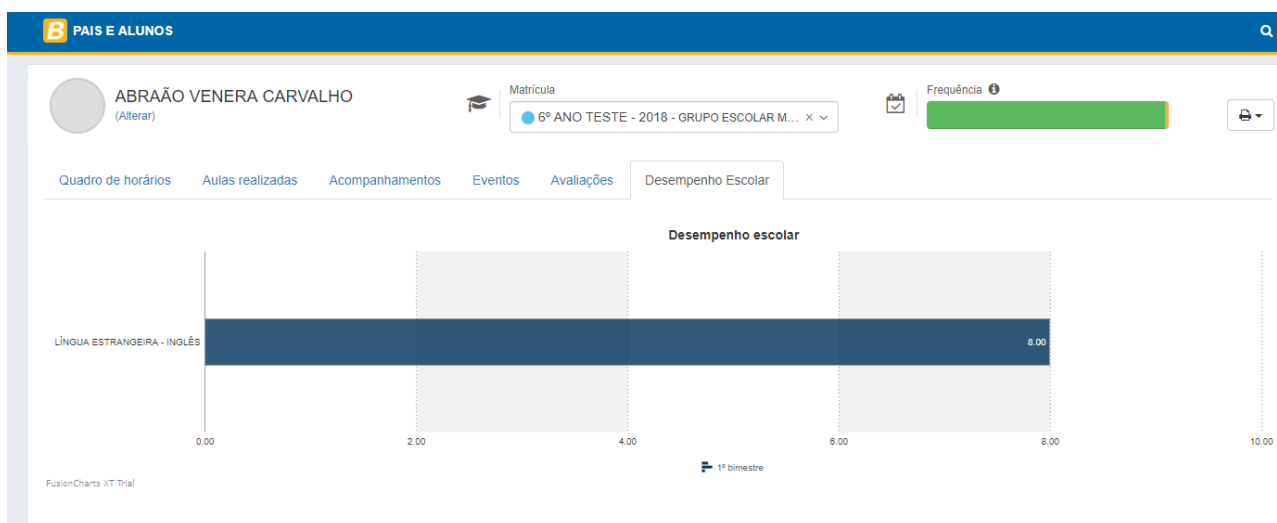 B PAIS E ALUNOS
ABRAÃO VENERA CARVALHO
(Alterar)
Matrícula
6º ANO TESTE - 2018 - GRUPO ESCOLAR M...
Frequência
Quadro de horários Aulas realizadas Acompanhamentos Eventos Avaliações Desempenho Escolar
Desempenho escolar
LÍNGUA ESTRANGEIRA - INGLÊS 8.00
0.00 2.00 4.00 6.00 8.00 10.00
1º bimestre
FusionCharts XT Trial